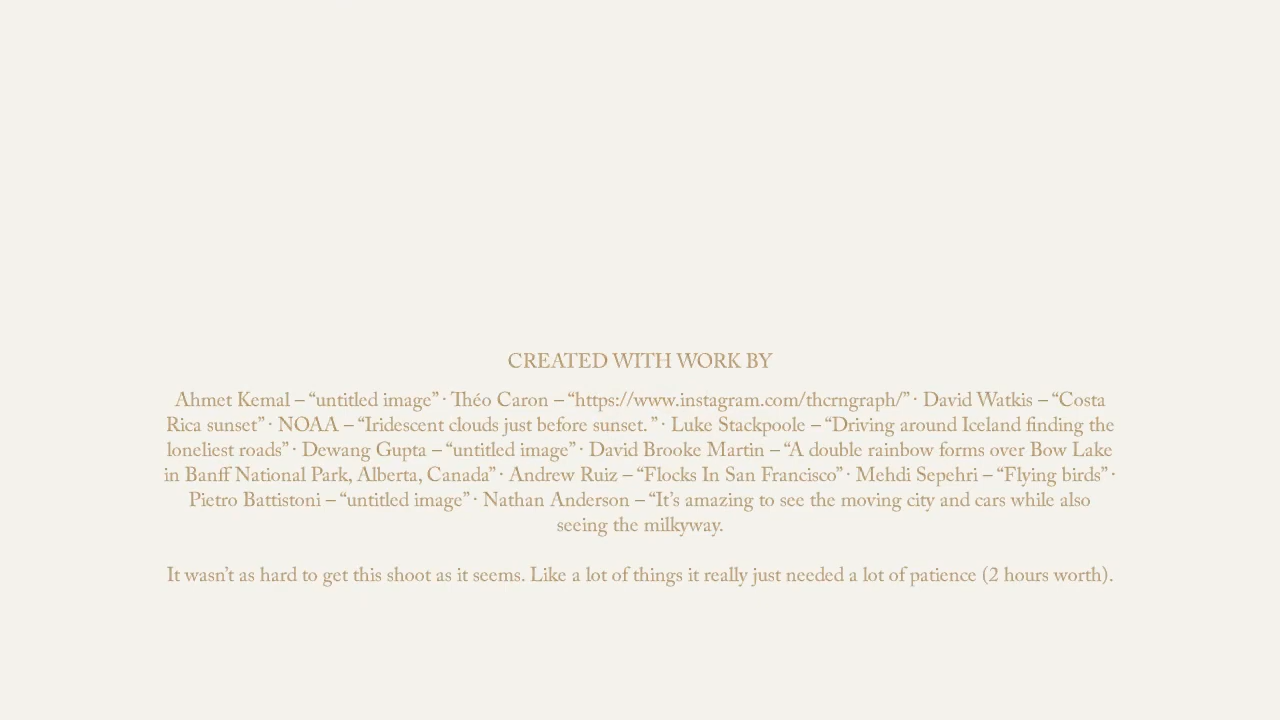 CREATED WITH WORK BY
Ahmet Kemal – “untitled image” · Théo Caron – “https://www.instagram.com/thcrngraph/” · David Watkis – “Costa
Rica sunset” · NOAA – “Iridescent clouds just before sunset. ” · Luke Stackpoole – “Driving around Iceland finding the
loneliest roads” · Dewang Gupta – “untitled image” · David Brooke Martin – “A double rainbow forms over Bow Lake
in Banff National Park, Alberta, Canada” · Andrew Ruiz – “Flocks In San Francisco” · Mehdi Sepehri – “Flying birds” ·
Pietro Battistoni – “untitled image” · Nathan Anderson – “It’s amazing to see the moving city and cars while also
seeing the milkyway.
It wasn’t as hard to get this shoot as it seems. Like a lot of things it really just needed a lot of patience (2 hours worth).